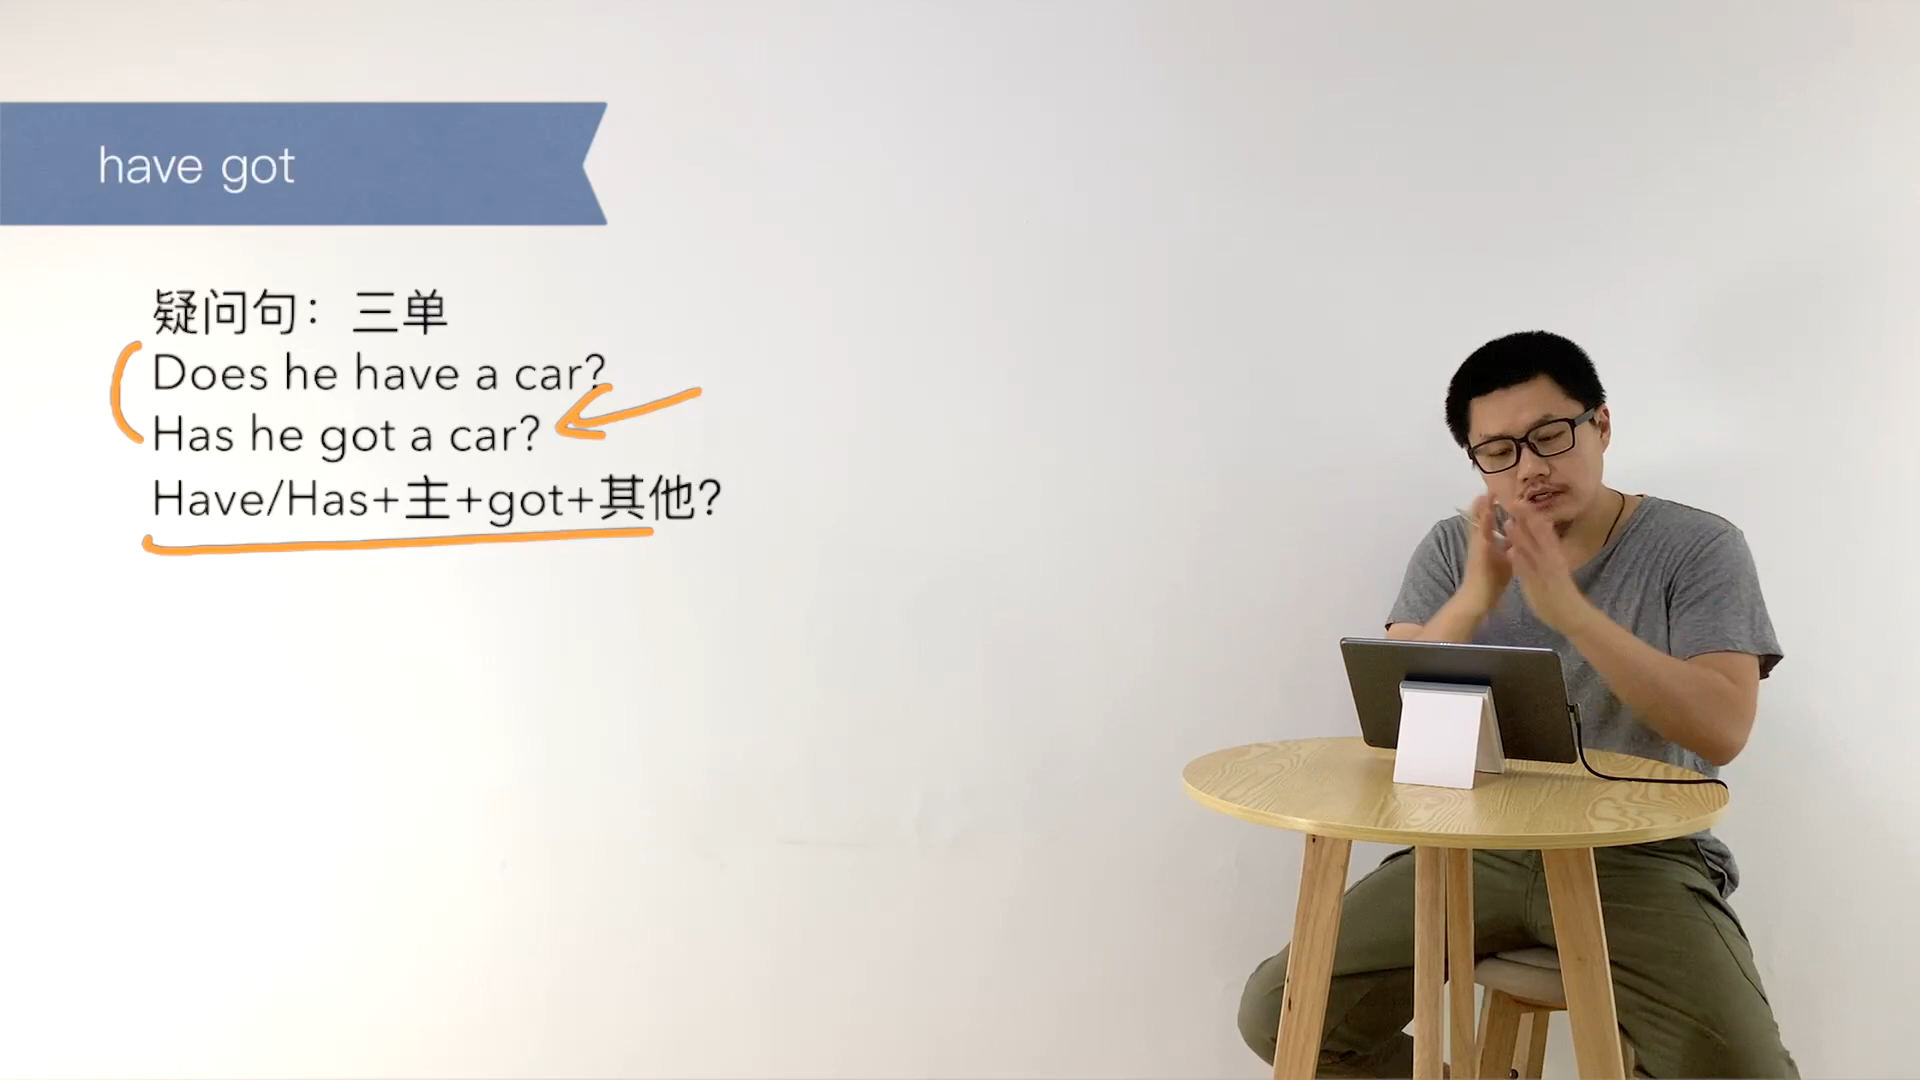 have got
疑问句：三单
Does he have a car?
Has he got a car?
Have/Has+主+got+其他?